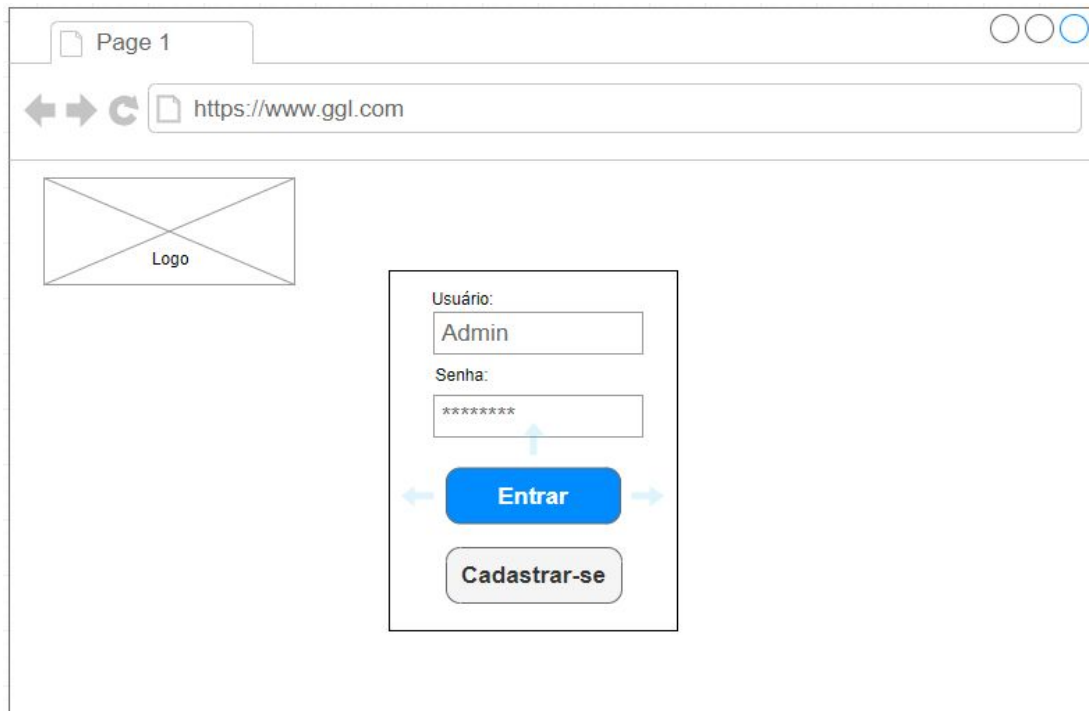 Page 1
https://www.ggl.com
Logo
Usuário:
Admin
Senha:
********
Entrar
Cadastrar-se